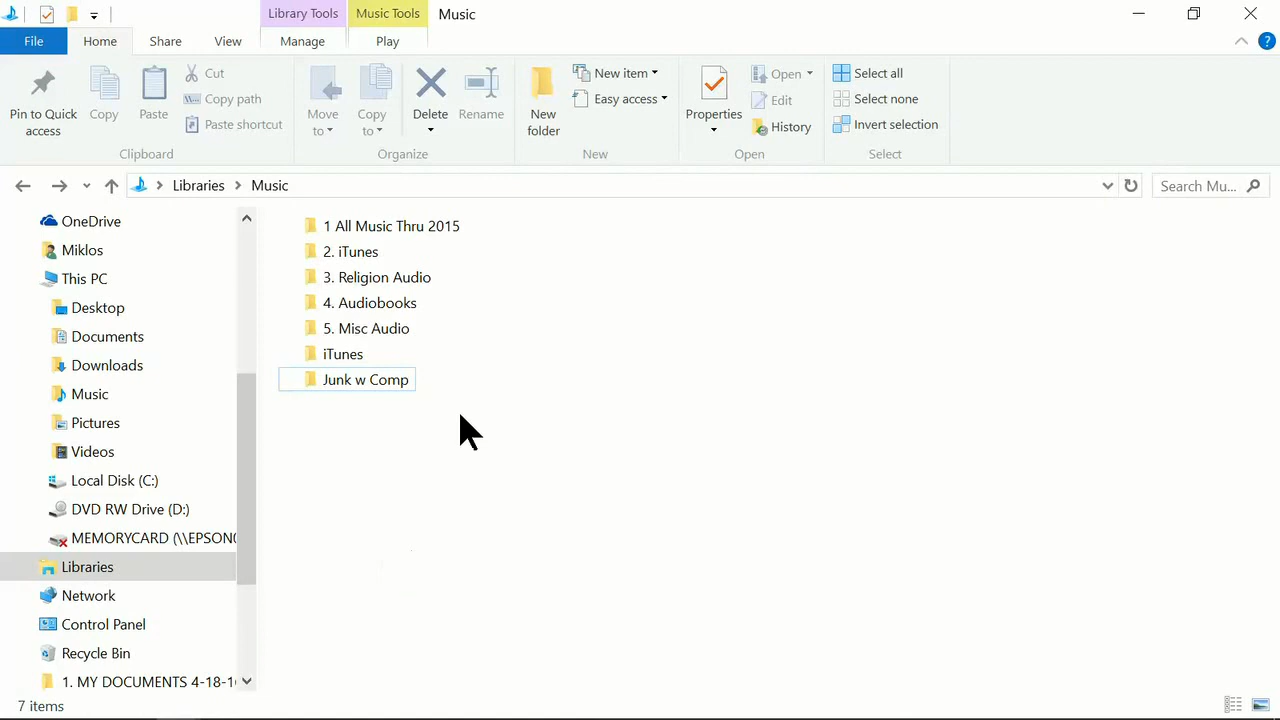 Library Tools
Music Tools
Music
File
Home
Share
View
Manage
Play
Pin to Quick access
Copy
Paste
Cut
Copy path
Paste shortcut
Clipboard
Move to
Copy to
Delete
Rename
Organize
New folder
New item
Easy access
New
Properties
Open
Edit
History
Open
Select all
Select none
Invert selection
Select
Libraries
Music
Search Mu...
OneDrive
Miklos
This PC
Desktop
Documents
Downloads
Music
Pictures
Videos
Local Disk (C:)
DVD RW Drive (D:)
MEMORYCARD (\\EPSON
Libraries
Network
Control Panel
Recycle Bin
1. MY DOCUMENTS 4-18-1
1 All Music Thru 2015
2. iTunes
3. Religion Audio
4. Audiobooks
5. Misc Audio
iTunes
Junk w Comp
7 items